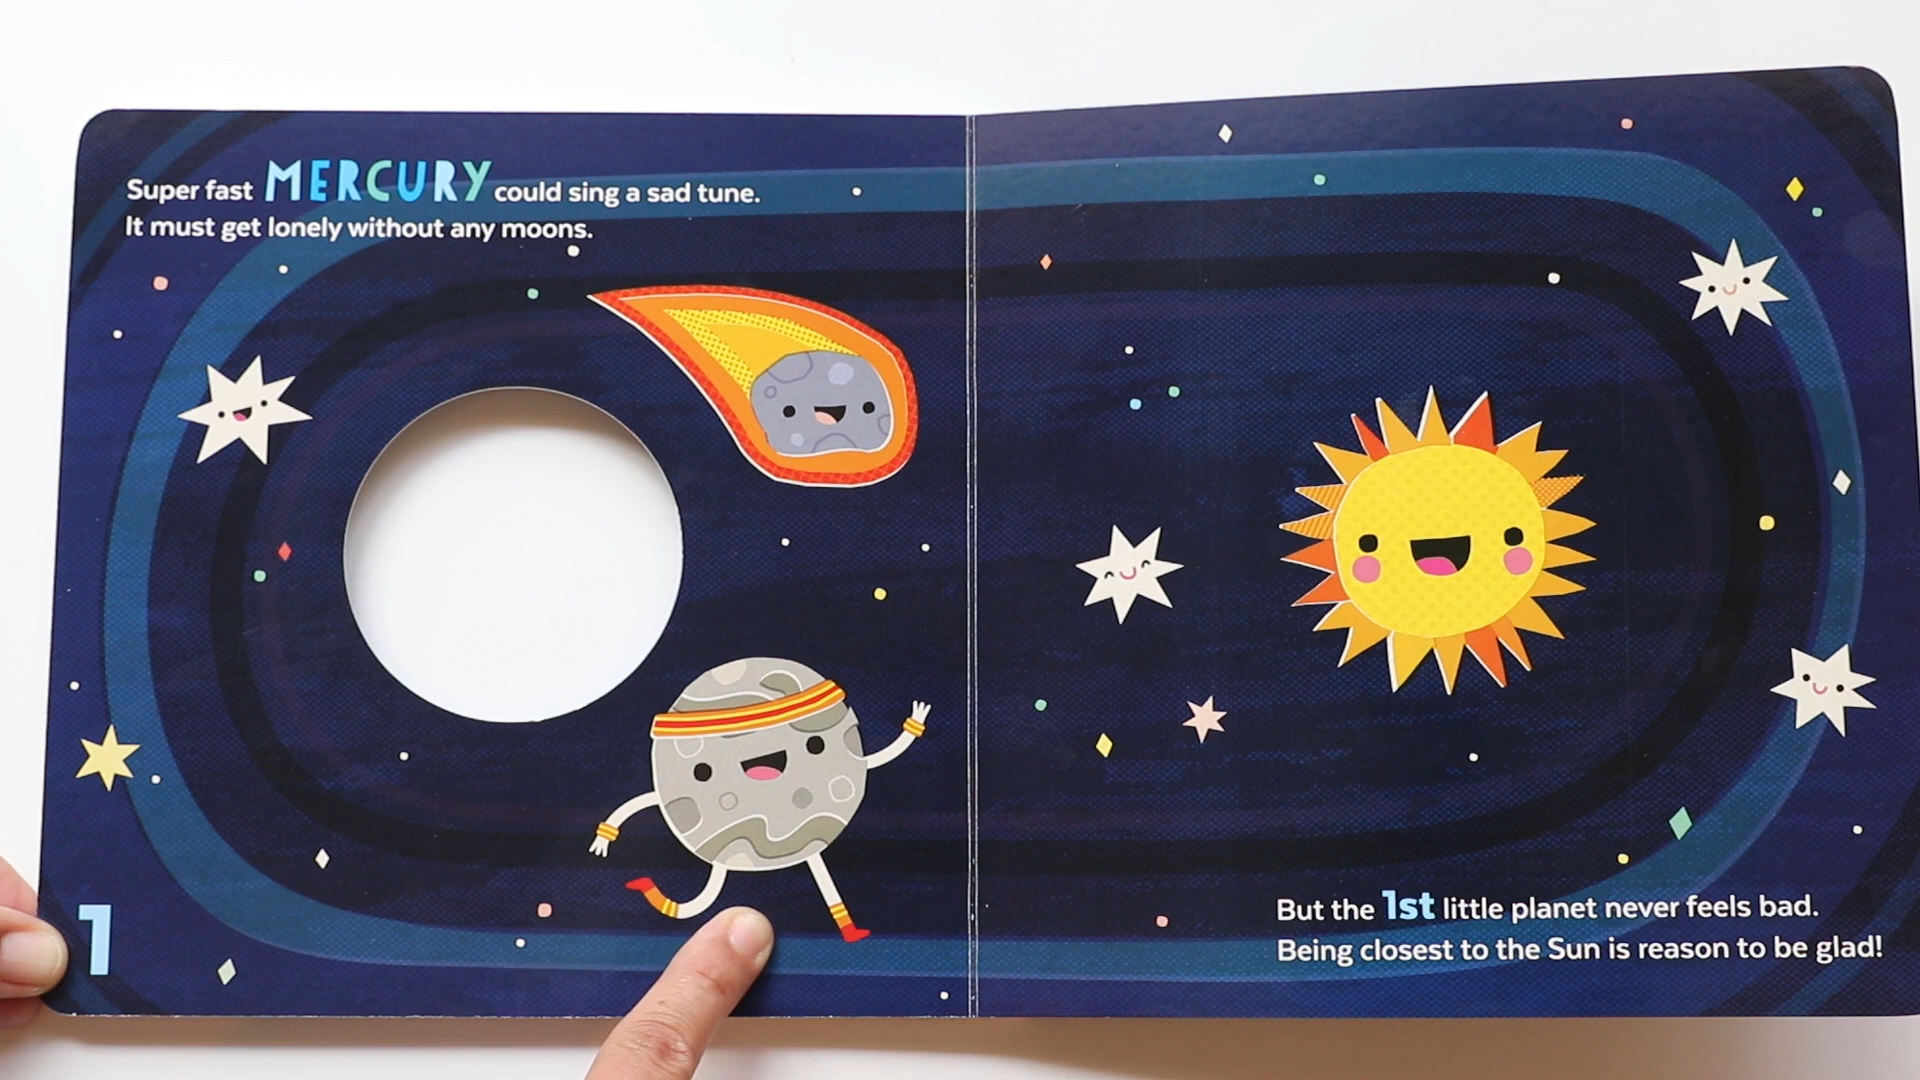 Super fast MERCURY could sing a sad tune.
It must get lonely without any moons.
1
But the 1st little planet never feels bad.
Being closest to the Sun is reason to be glad!